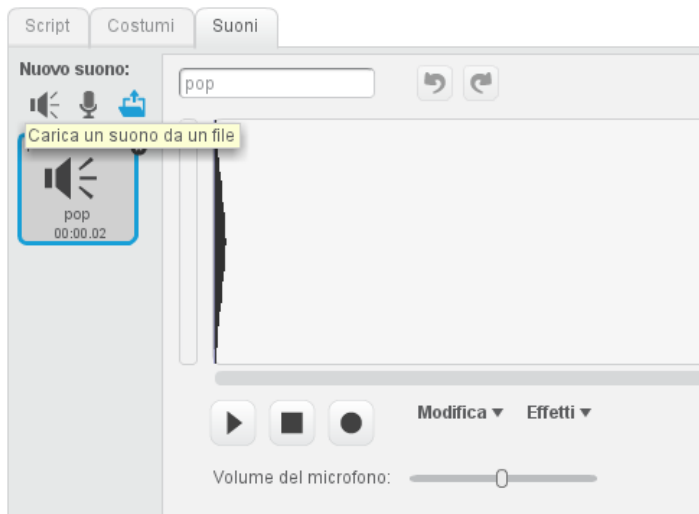 Script Costumi Suoni
Nuovo suono:
pop
Carica un suono da un file
pop
00:00.02
Modifica ▾ Effetti ▾
Volume del microfono: